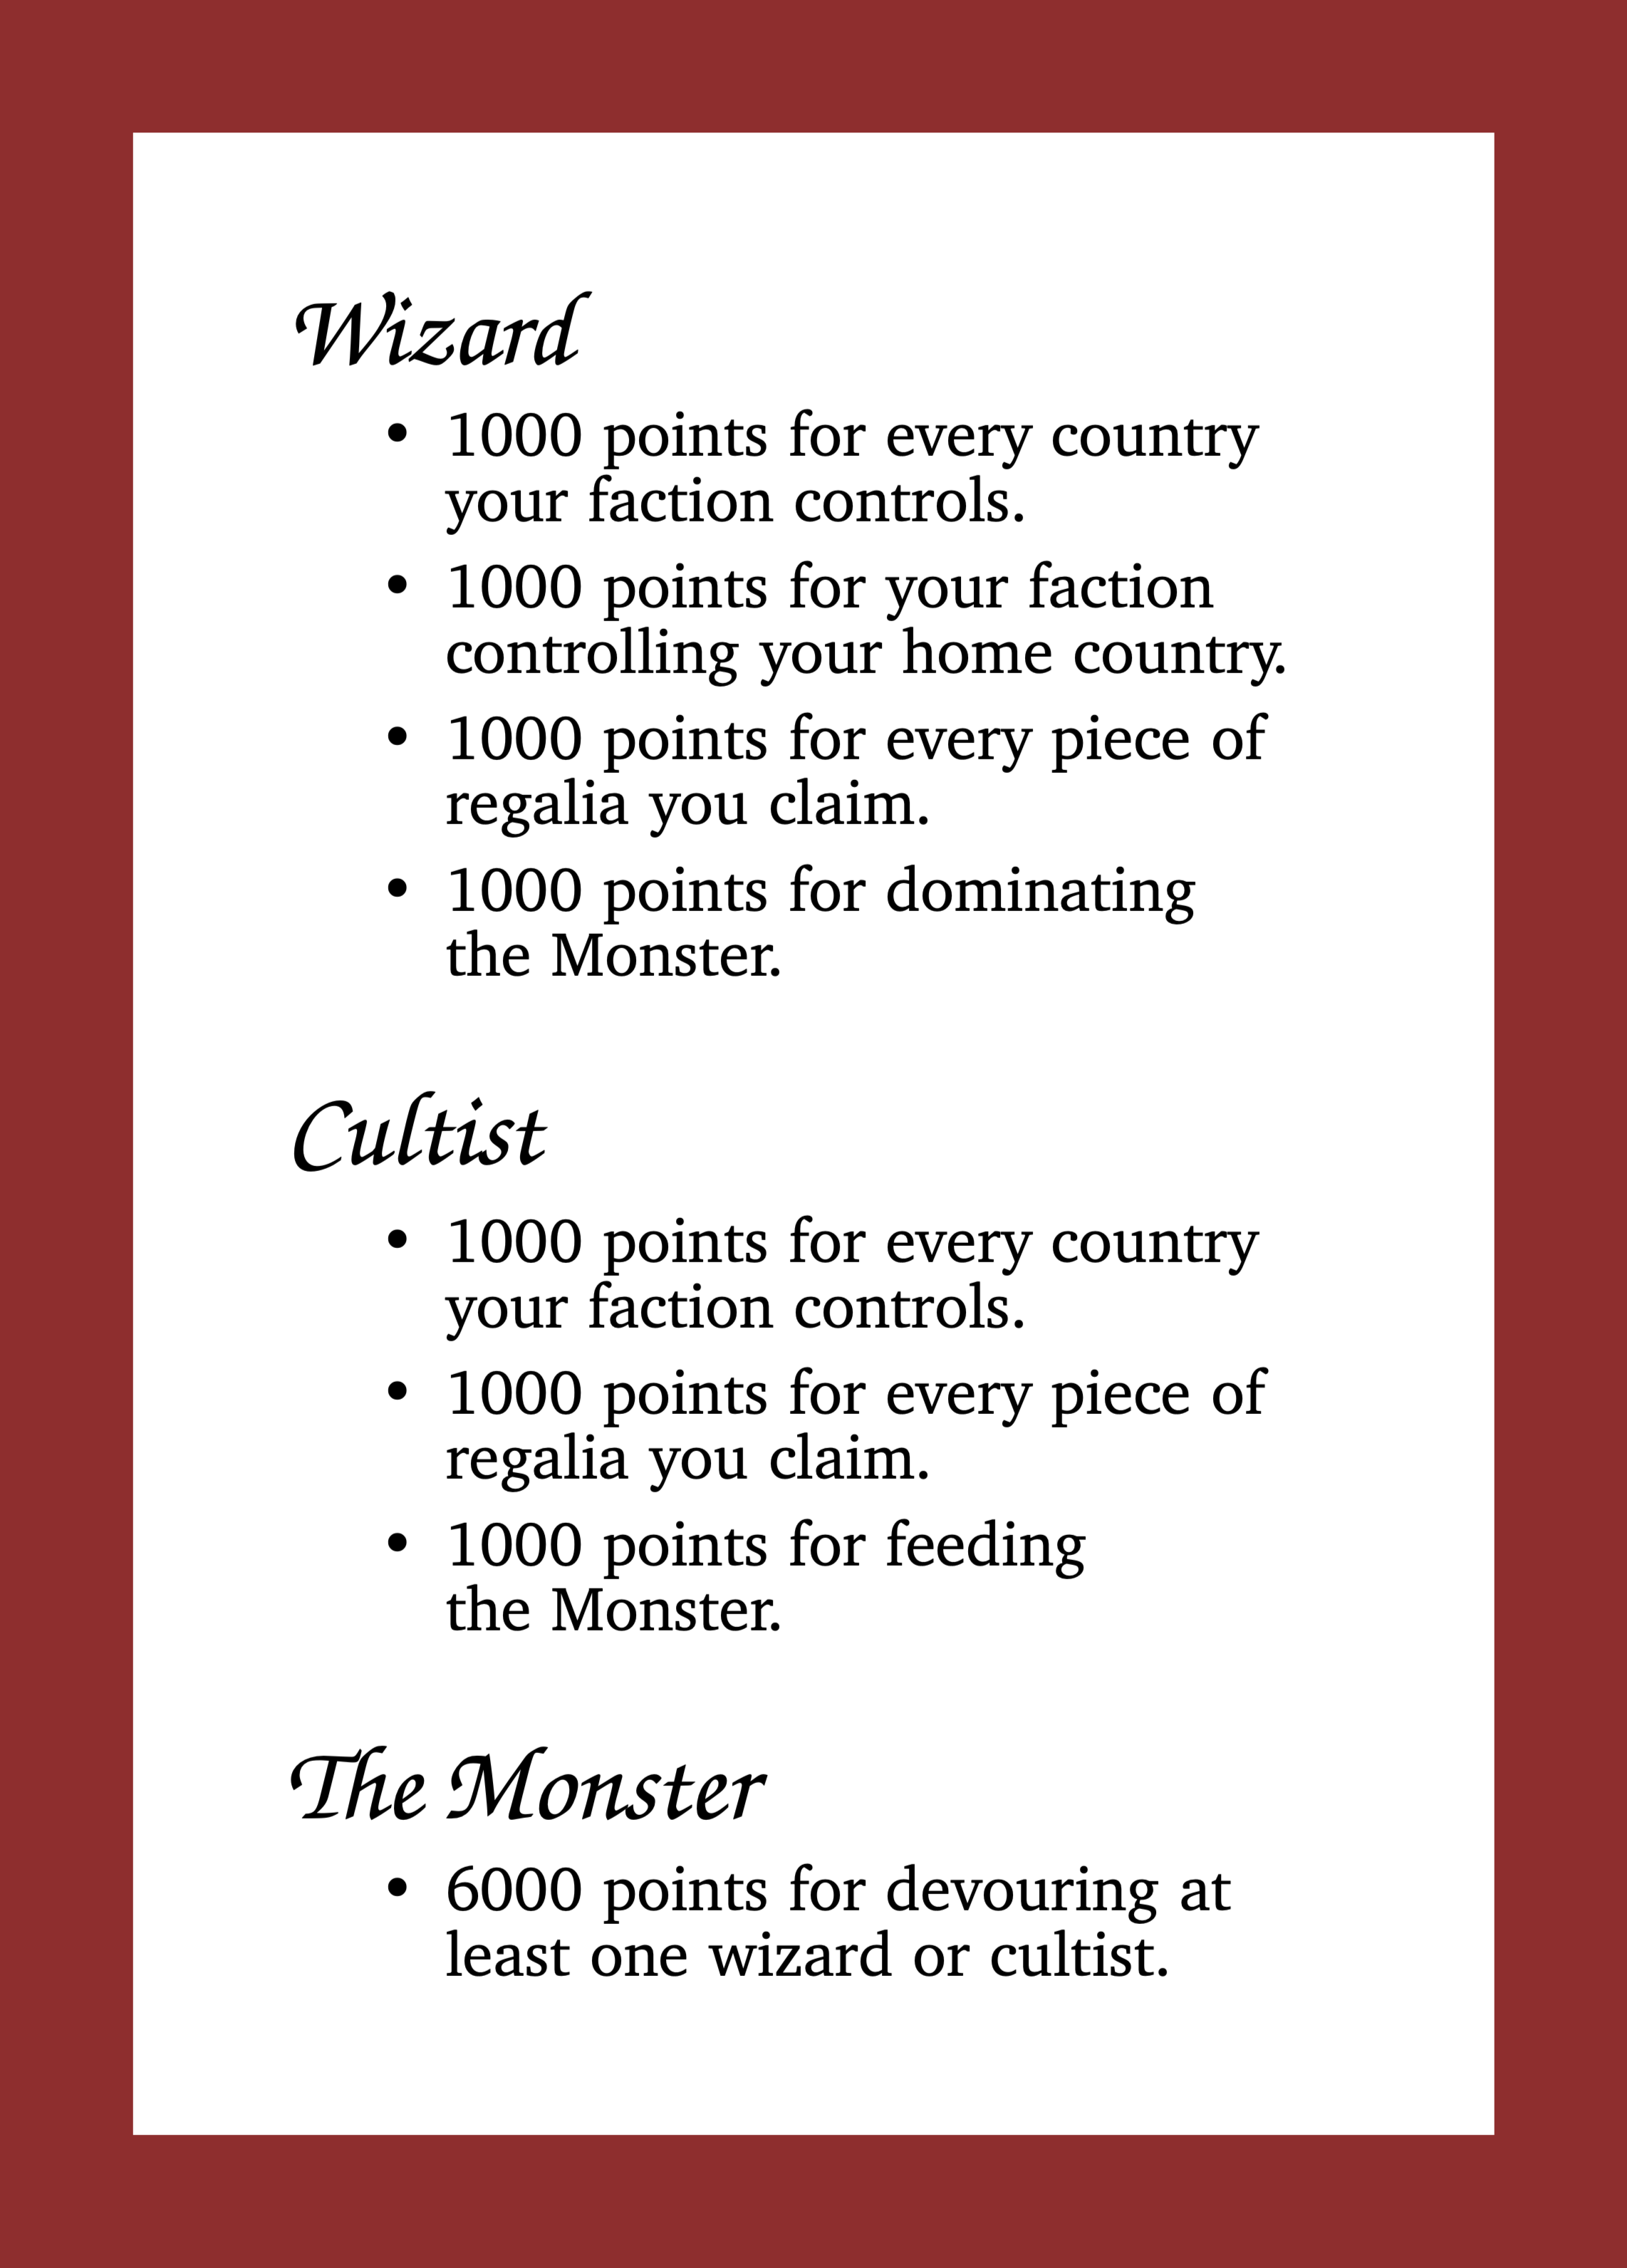 Wizard
• 1000 points for every country
your faction controls.
• 1000 points for your faction
controlling your home country.
• 1000 points for every piece of
regalia you claim.
• 1000 points for dominating
the Monster.
Cultist
• 1000 points for every country
your faction controls.
• 1000 points for every piece of
regalia you claim.
• 1000 points for feeding
the Monster.
The Monster
• 6000 points for devouring at
least one wizard or cultist.